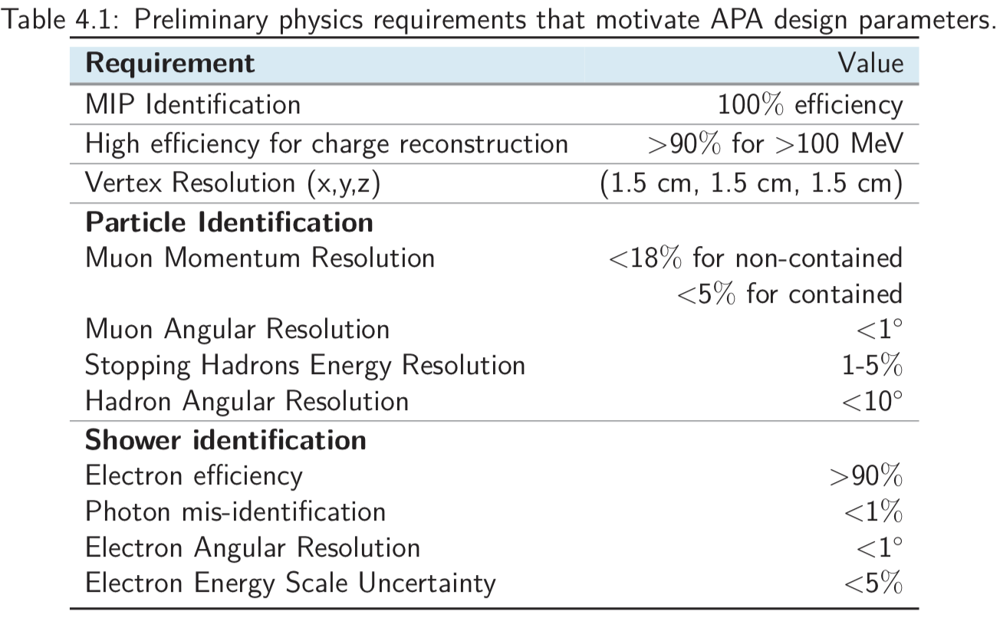 Table 4.1: Preliminary physics requirements that motivate APA design parameters.
Requirement Value
MIP Identification 100% efficiency
High efficiency for charge reconstruction >90% for >100 MeV
Vertex Resolution (x,y,z) (1.5 cm, 1.5 cm, 1.5 cm)
Particle Identification
Muon Momentum Resolution <18% for non-contained
<5% for contained
Muon Angular Resolution <1°
Stopping Hadrons Energy Resolution 1-5%
Hadron Angular Resolution <10°
Shower identification
Electron efficiency >90%
Photon mis-identification <1%
Electron Angular Resolution <1°
Electron Energy Scale Uncertainty <5%